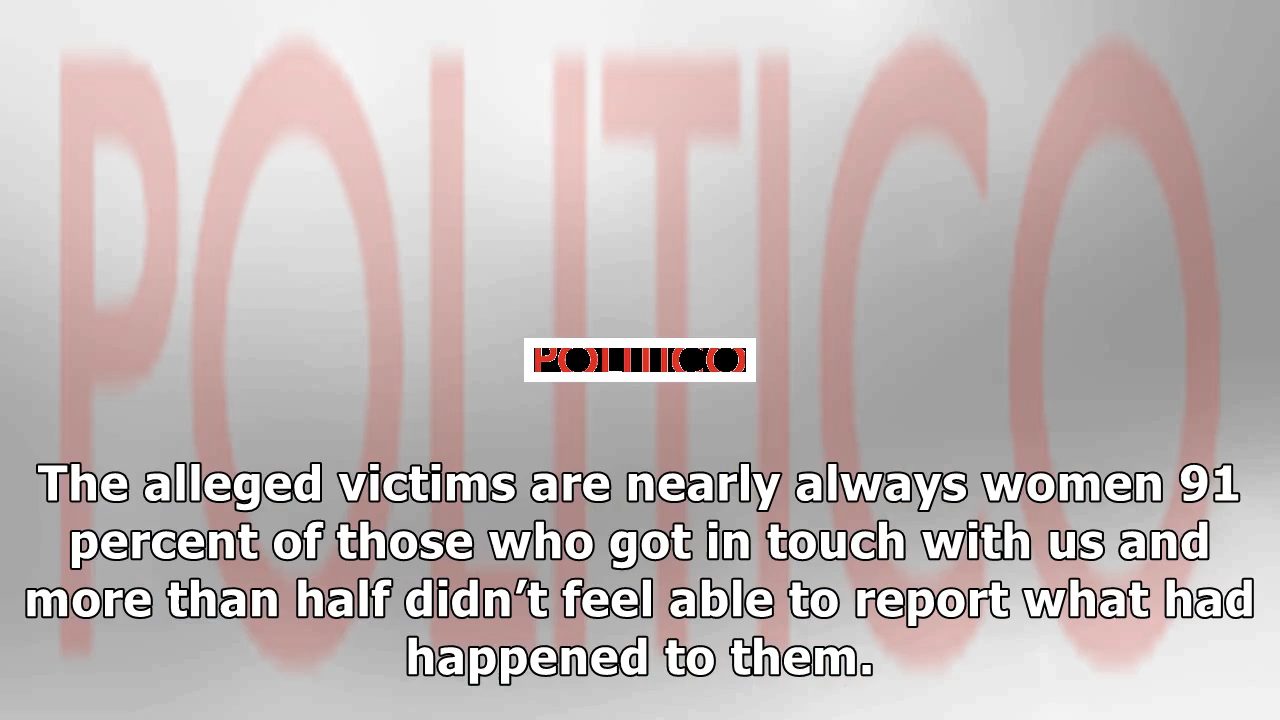 POLITICO
POLITICO
The alleged victims are nearly always women 91
percent of those who got in touch with us and
more than half didn’t feel able to report what had
happened to them.